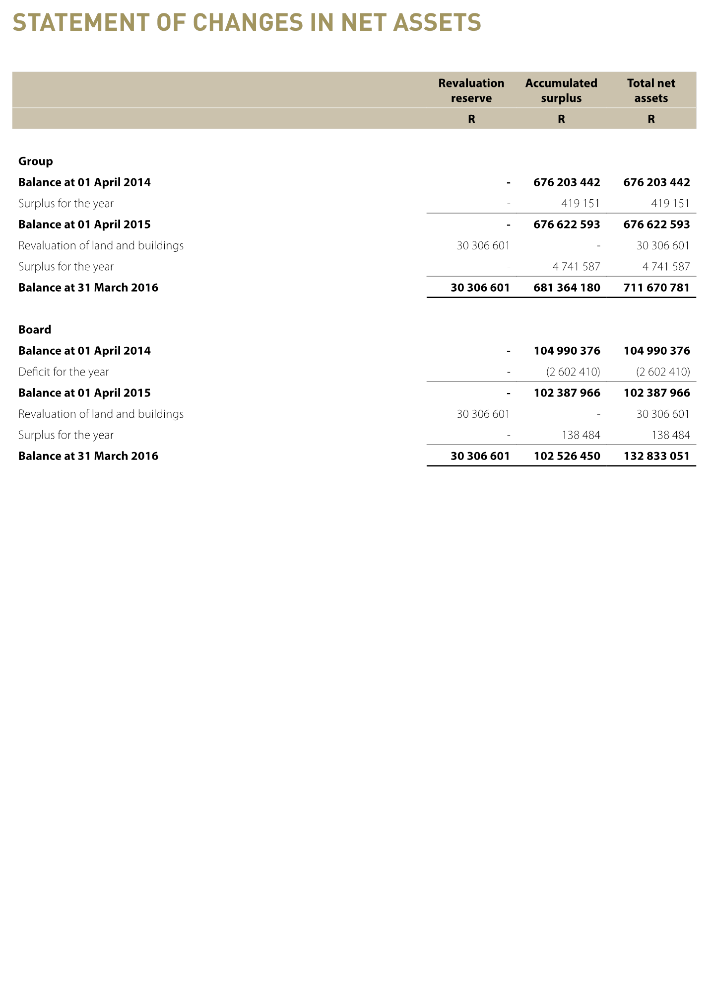 STATEMENT OF CHANGES IN NET ASSETS
Revaluation reserve Accumulated surplus Total net assets
R R R
Group
Balance at 01 April 2014 - 676 203 442 676 203 442
Surplus for the year - 419 151 419 151
Balance at 01 April 2015 - 676 622 593 676 622 593
Revaluation of land and buildings 30 306 601 - 30 306 601
Surplus for the year - 4 741 587 4 741 587
Balance at 31 March 2016 30 306 601 681 364 180 711 670 781
Board
Balance at 01 April 2014 - 104 990 376 104 990 376
Deficit for the year - (2 602 410) (2 602 410)
Balance at 01 April 2015 - 102 387 966 102 387 966
Revaluation of land and buildings 30 306 601 - 30 306 601
Surplus for the year - 138 484 138 484
Balance at 31 March 2016 30 306 601 102 526 450 132 833 051